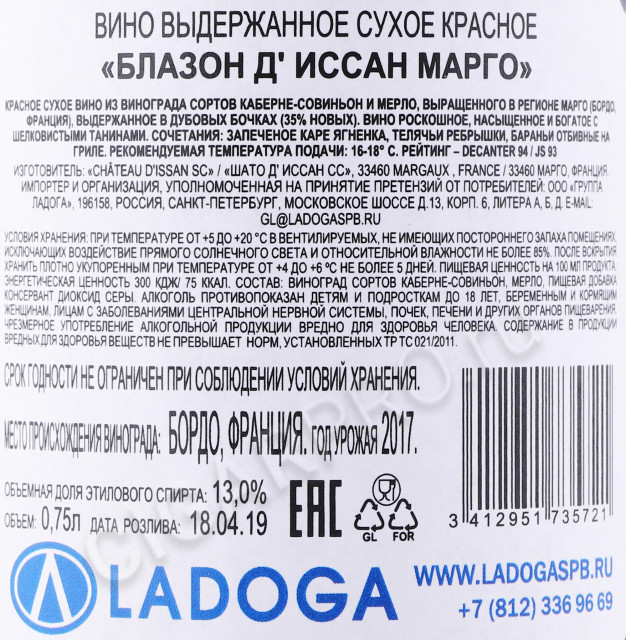 ВИНО ВЫДЕРЖАННОЕ СУХОЕ КРАСНОЕ
«БЛАЗОН Д' ИССАН МАРГО»
КРАСНОЕ СУХОЕ ВИНО ИЗ ВИНОГРАДА СОРТОВ КАБЕРНЕ-СОВИНЬОН И МЕРЛО, ВЫРАЩЕННОГО В РЕГИОНЕ МАРГО (БОРДО,
ФРАНЦИЯ), ВЫДЕРЖАННОЕ В ДУБОВЫХ БОЧКАХ (35% НОВЫХ). ВИНО РОСКОШНОЕ, НАСЫЩЕННОЕ И БОГАТОЕ С
ШЕЛКОВИСТЫМИ ТАНИНАМИ. СОЧЕТАНИЯ: ЗАПЕЧЕНОЕ КАРЕ ЯГНЕНКА, ТЕЛЯЧЬИ РЕБРЫШКИ, БАРАНЬИ ОТБИВНЫЕ НА
ГРИЛЕ. РЕКОМЕНДУЕМАЯ ТЕМПЕРАТУРА ПОДАЧИ: 16-18° С. РЕЙТИНГ – DECANTER 94 / JS 93
ИЗГОТОВИТЕЛЬ: «CHÂTEAU D'ISSAN SC» / «ШАТО Д' ИССАН СС», 33460 MARGAUX , FRANCE / 33460 МАРГО, ФРАНЦИЯ.
ИМПОРТЕР И ОРГАНИЗАЦИЯ, УПОЛНОМОЧЕННАЯ НА ПРИНЯТИЕ ПРЕТЕНЗИЙ ОТ ПОТРЕБИТЕЛЕЙ: ООО «ГРУППА
ЛАДОГА», 196158, РОССИЯ, САНКТ-ПЕТЕРБУРГ, МОСКОВСКОЕ ШОССЕ Д.13, КОРП. 6, ЛИТЕРА А, Б, Д. E-MAIL:
GL@LADOGASPB.RU
УСЛОВИЯ ХРАНЕНИЯ: ПРИ ТЕМПЕРАТУРЕ ОТ +5 ДО +20 °С В ВЕНТИЛИРУЕМЫХ, НЕ ИМЕЮЩИХ ПОСТОРОННЕГО ЗАПАХА ПОМЕЩЕНИЯХ,
ИСКЛЮЧАЮЩИХ ВОЗДЕЙСТВИЕ ПРЯМОГО СОЛНЕЧНОГО СВЕТА И ОТНОСИТЕЛЬНОЙ ВЛАЖНОСТИ НЕ БОЛЕЕ 85%. ПОСЛЕ ВСКРЫТИЯ
ХРАНИТЬ ПЛОТНО УКУПОРЕННЫМ ПРИ ТЕМПЕРАТУРЕ ОТ +4 ДО +6 °С НЕ БОЛЕЕ 5 ДНЕЙ. ПИЩЕВАЯ ЦЕННОСТЬ НА 100 МЛ ПРОДУКТА:
ЭНЕРГЕТИЧЕСКАЯ ЦЕННОСТЬ 300 КДЖ/ 75 ККАЛ. СОСТАВ: ВИНОГРАД СОРТОВ КАБЕРНЕ-СОВИНЬОН, МЕРЛО, ПИЩЕВАЯ ДОБАВКА
КОНСЕРВАНТ ДИОКСИД СЕРЫ. АЛКОГОЛЬ ПРОТИВОПОКАЗАН ДЕТЯМ И ПОДРОСТКАМ ДО 18 ЛЕТ, БЕРЕМЕННЫМ И КОРМЯЩИМ
ЖЕНЩИНАМ, ЛИЦАМ С ЗАБОЛЕВАНИЯМИ ЦЕНТРАЛЬНОЙ НЕРВНОЙ СИСТЕМЫ, ПОЧЕК, ПЕЧЕНИ И ДРУГИХ ОРГАНОВ ПИЩЕВАРЕНИЯ.
ЧРЕЗМЕРНОЕ УПОТРЕБЛЕНИЕ АЛКОГОЛЬНОЙ ПРОДУКЦИИ ВРЕДНО ДЛЯ ЗДОРОВЬЯ ЧЕЛОВЕКА. СОДЕРЖАНИЕ В ПРОДУКЦИИ
ВРЕДНЫХ ДЛЯ ЗДОРОВЬЯ ВЕЩЕСТВ НЕ ПРЕВЫШАЕТ НОРМ, УСТАНОВЛЕННЫХ ТР ТС 021/2011.
СРОК ГОДНОСТИ НЕ ОГРАНИЧЕН ПРИ СОБЛЮДЕНИИ УСЛОВИЙ ХРАНЕНИЯ.
МЕСТО ПРОИСХОЖДЕНИЯ ВИНОГРАДА: БОРДО, ФРАНЦИЯ. ГОД УРОЖАЯ 2017.
ОБЪЕМНАЯ ДОЛЯ ЭТИЛОВОГО СПИРТА: 13,0%
ОБЪЕМ: 0,75Л ДАТА РОЗЛИВА: 18.04.19
EAC
GL FOR
3 412951 735721
LADOGA
WWW.LADOGASPB.RU
+7 (812) 336 96 69
CIGARPRO.ru